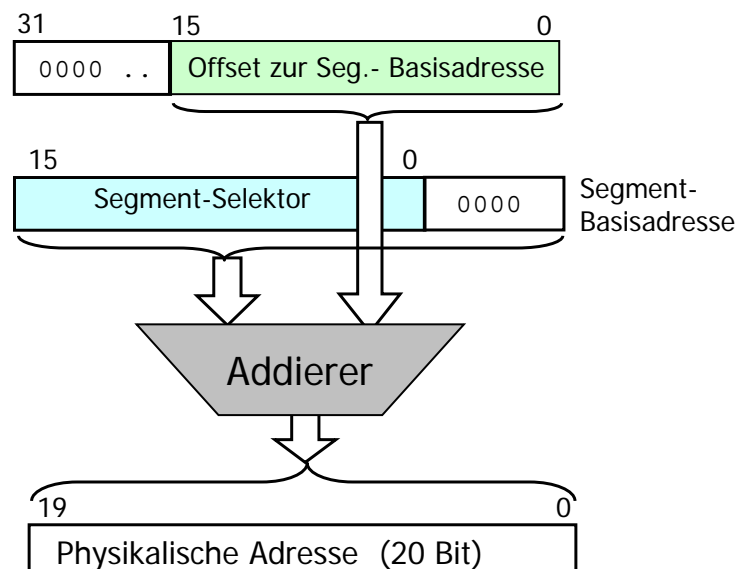 31 15 0
0000 .. Offset zur Seg.- Basisadresse
15 0
Segment-Selektor 0000 Segment-
Basisadresse
Addierer
19 0
Physikalische Adresse (20 Bit)